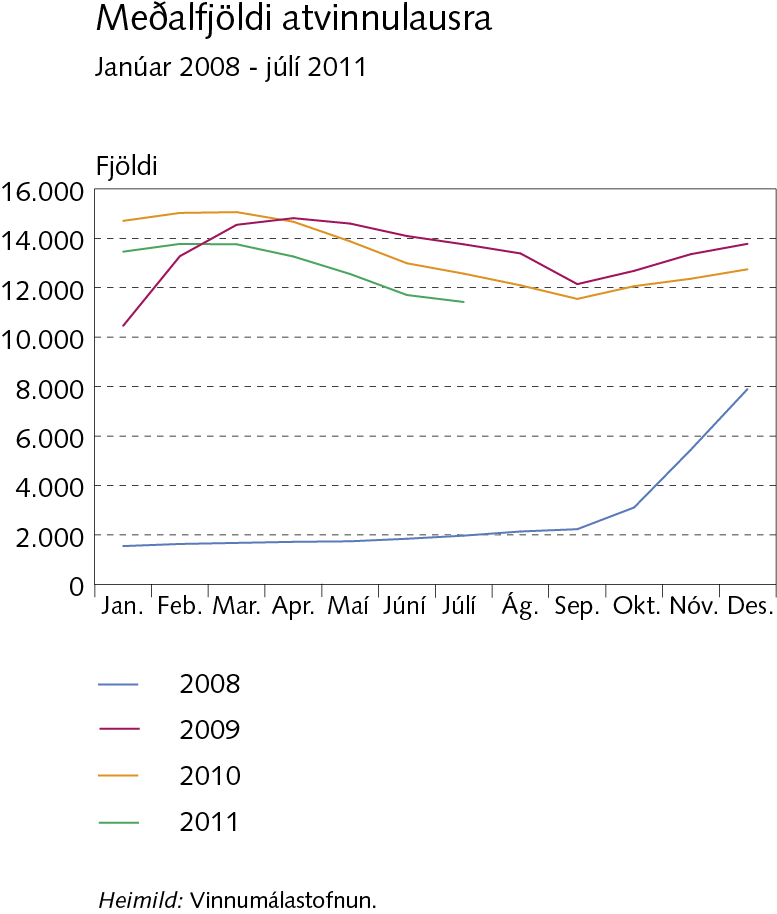 Meðalfjöldi atvinnulausra
Janúar 2008 - júlí 2011
Fjöldi
16.000
14.000
12.000
10.000
8.000
6.000
4.000
2.000
0
Jan. Feb. Mar. Apr. Maí Júní Júlí Ág. Sep. Okt. Nóv. Des.
2008
2009
2010
2011
Heimild: Vinnumálastofnun.